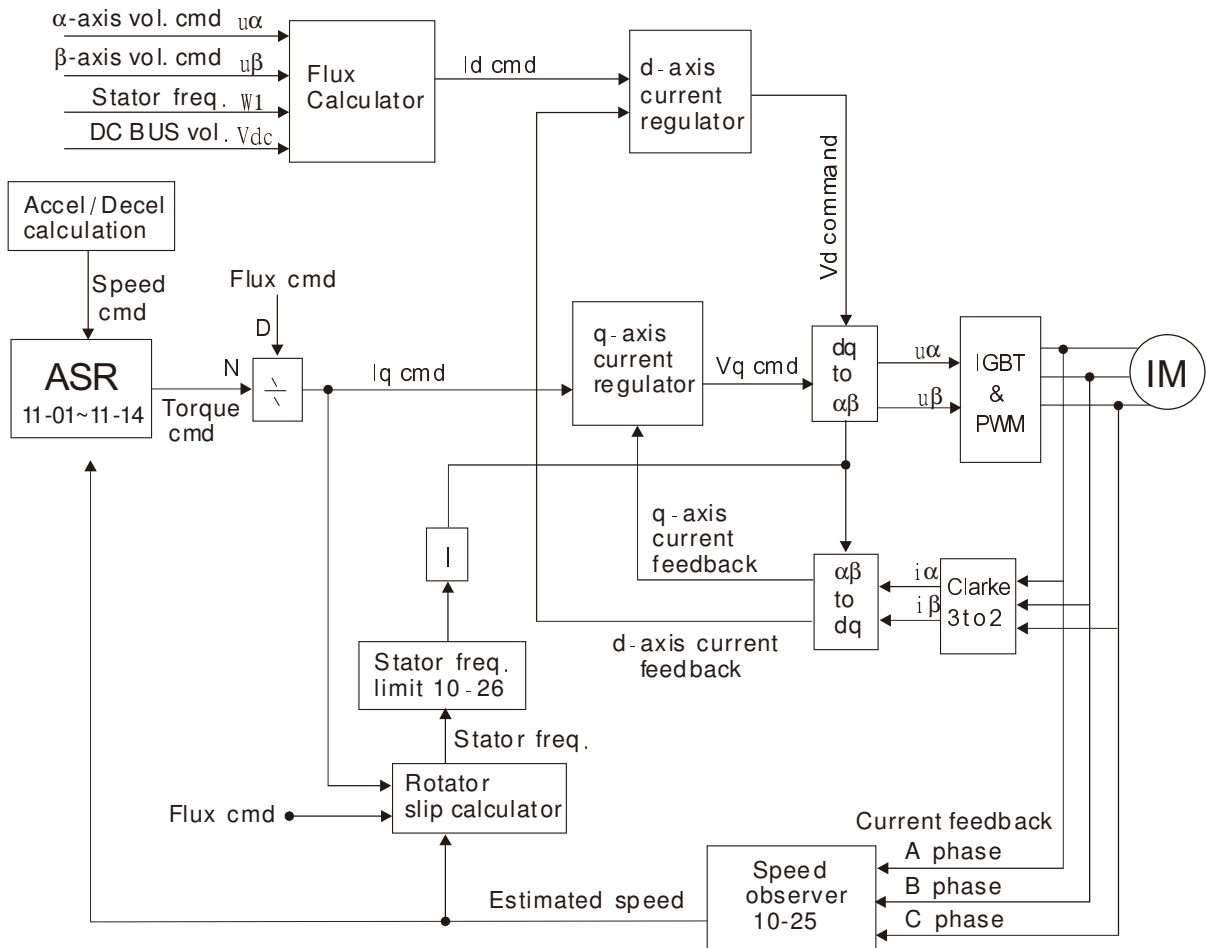 α-axis vol. cmd uα
β-axis vol. cmd uβ
Stator freq. W1
DC BUS vol. Vdc
Flux
Calculator
Id cmd
d-axis
current
regulator
Vd command
Accel/Decel
calculation
Speed
cmd
Flux cmd
D
ASR
11-01~11-14
N
Torque
cmd
÷
Iq cmd
q-axis
current
regulator
Vq cmd
dq
to
αβ
uα
uβ
IGBT
&
PWM
IM
q-axis
current
feedback
I
αβ
to
dq
iα
iβ
Clarke
3to2
d-axis current
feedback
Stator freq.
limit 10-26
Stator freq.
Rotator
slip calculator
Flux cmd
Current feedback
A phase
B phase
C phase
Speed
observer
10-25
Estimated speed